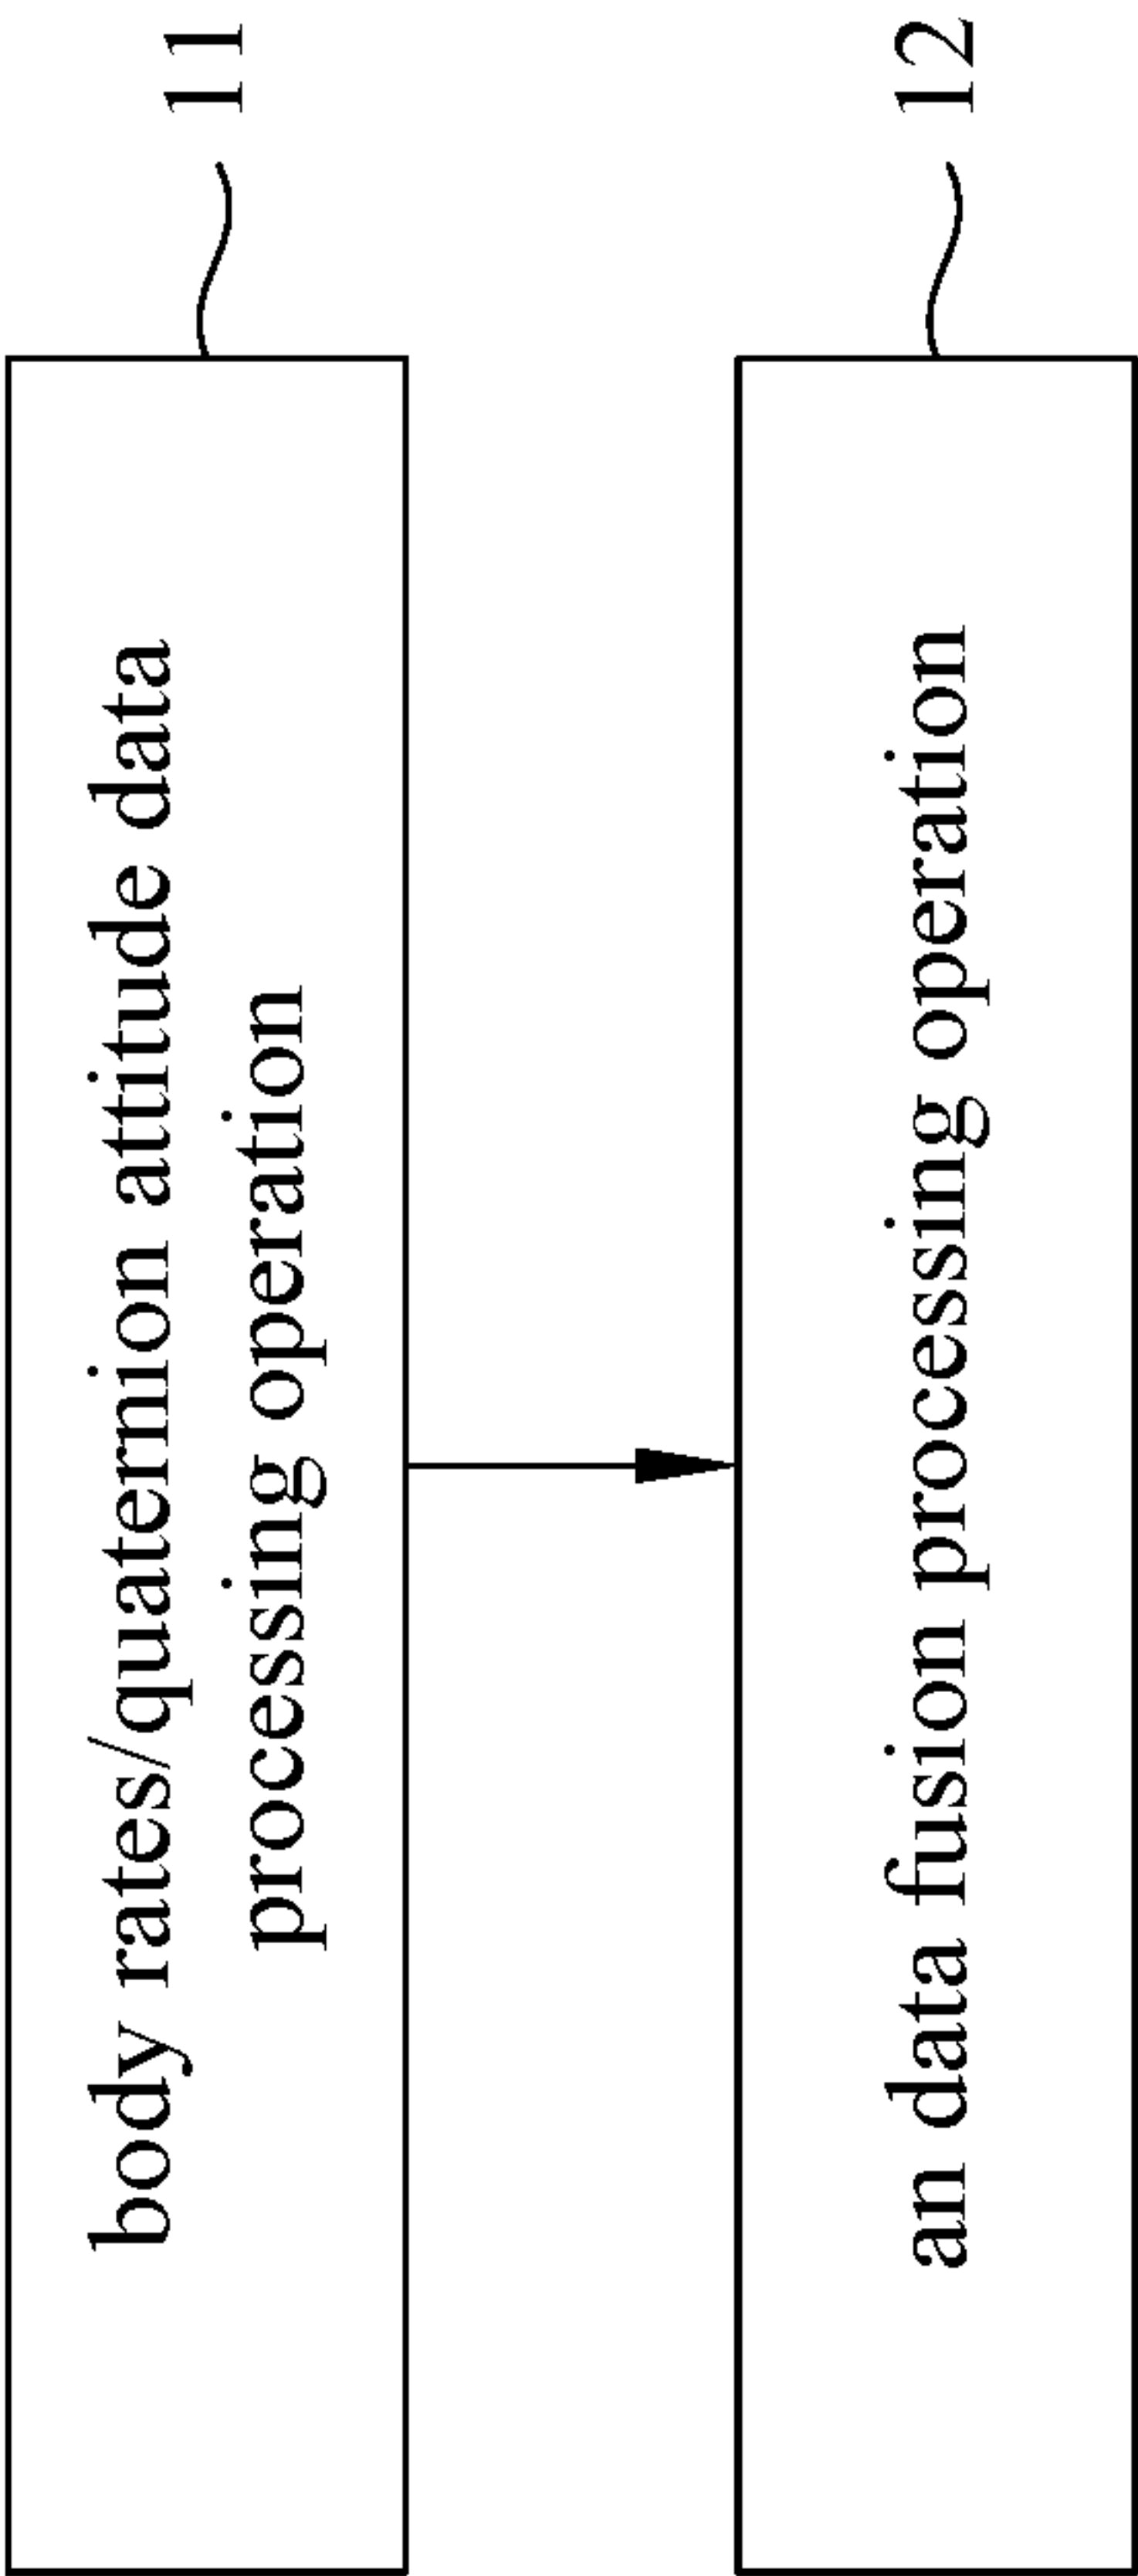 body rates/quaternion attitude data
processing operation
11
an data fusion processing operation
12